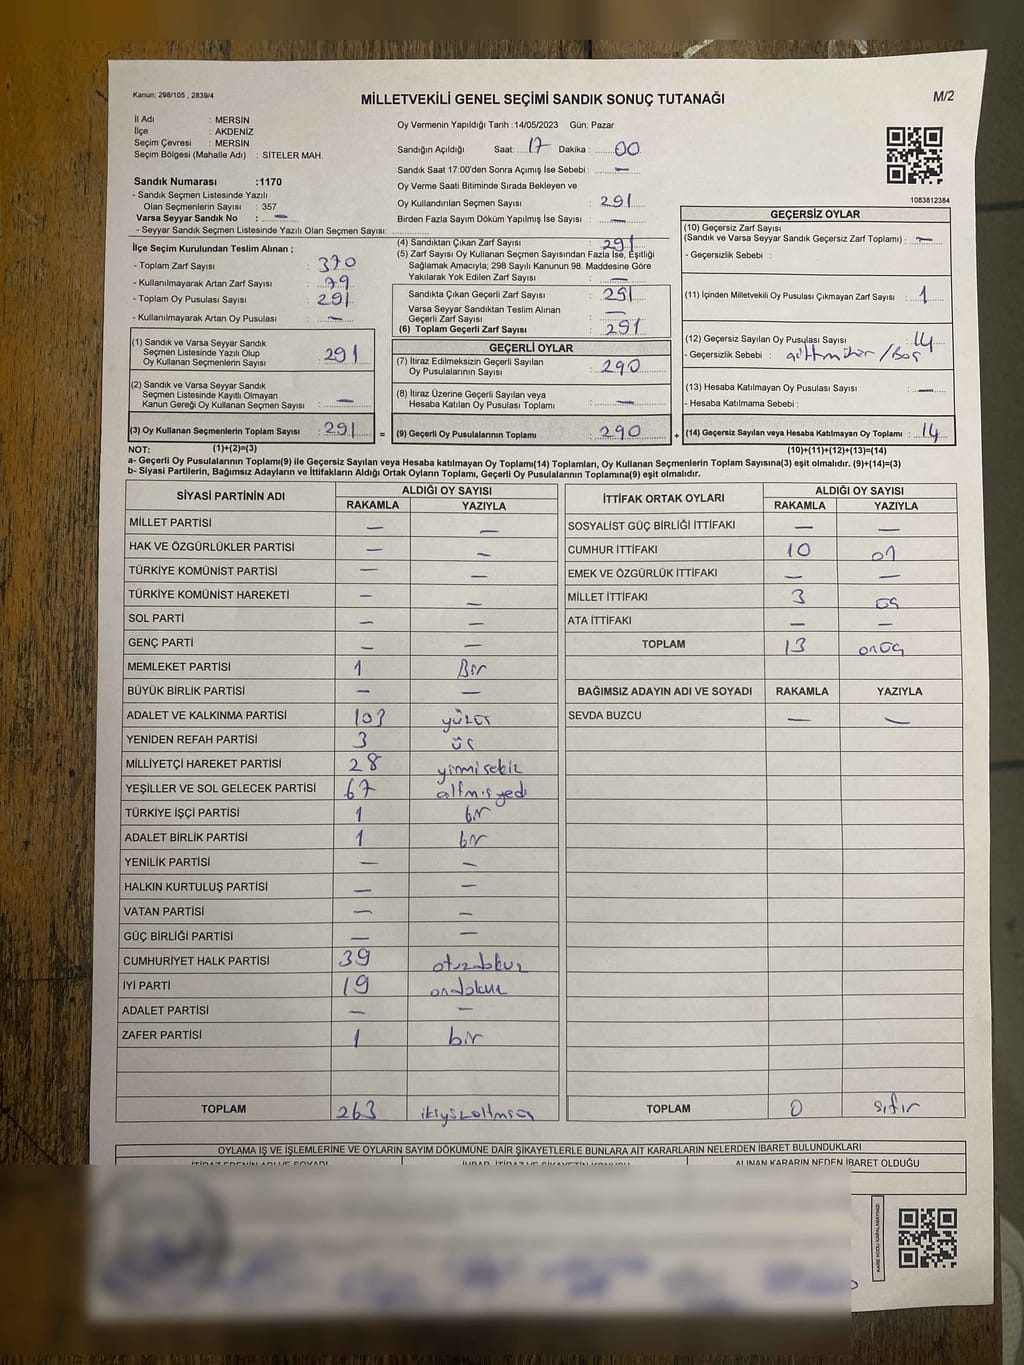 Kanun: 298/105 , 2839/4
MİLLETVEKİLİ GENEL SEÇİMİ SANDIK SONUÇ TUTANAĞI
M/2
İl Adı : MERSİN
İlçe : AKDENİZ
Seçim Çevresi : MERSİN
Seçim Bölgesi (Mahalle Adı) : SİTELER MAH.
Sandık Numarası :1170
- Sandık Seçmen Listesinde Yazılı
Olan Seçmenlerin Sayısı : 357
Varsa Seyyar Sandık No : —
- Seyyar Sandık Seçmen Listesinde Yazılı Olan Seçmen Sayısı:
Oy Vermenin Yapıldığı Tarih :14/05/2023 Gün: Pazar
Sandığın Açıldığı Saat: 17 Dakika : 00
Sandık Saat 17:00'den Sonra Açımış İse Sebebi : —
Oy Verme Saati Bitiminde Sırada Bekleyen ve
Oy Kullandırılan Seçmen Sayısı : 291
Birden Fazla Sayım Döküm Yapılmış İse Sayısı : —
1083812384
İlçe Seçim Kurulundan Teslim Alınan ;
- Toplam Zarf Sayısı : 370
- Kullanılmayarak Artan Zarf Sayısı : 79
- Toplam Oy Pusulası Sayısı : 291
- Kullanılmayarak Artan Oy Pusulası : —
(4) Sandıktan Çıkan Zarf Sayısı : 291
(5) Zarf Sayısı Oy Kullanan Seçmen Sayısından Fazla İse, Eşitliği
Sağlamak Amacıyla; 298 Sayılı Kanunun 98. Maddesine Göre
Yakılarak Yok Edilen Zarf Sayısı : —
Sandıkta Çıkan Geçerli Zarf Sayısı : 291
Varsa Seyyar Sandıktan Teslim Alınan
Geçerli Zarf Sayısı : —
(6) Toplam Geçerli Zarf Sayısı : 291
GEÇERSİZ OYLAR
(10) Geçersiz Zarf Sayısı
(Sandık ve Varsa Seyyar Sandık Geçersiz Zarf Toplamı) : —
- Geçersizlik Sebebi :
(11) İçinden Milletvekili Oy Pusulası Çıkmayan Zarf Sayısı : 1
(12) Geçersiz Sayılan Oy Pusulası Sayısı : 14
- Geçersizlik Sebebi : /Boş
(13) Hesaba Katılmayan Oy Pusulası Sayısı : —
- Hesaba Katılmama Sebebi :
(14) Geçersiz Sayılan veya Hesaba Katılmayan Oy Toplamı : 14
(1) Sandık ve Varsa Seyyar Sandık
Seçmen Listesinde Yazılı Olup
Oy Kullanan Seçmenlerin Sayısı : 291
(2) Sandık ve Varsa Seyyar Sandık
Seçmen Listesinde Kayıtlı Olmayan
Kanun Gereği Oy Kullanan Seçmen Sayısı : —
(3) Oy Kullanan Seçmenlerin Toplam Sayısı : 291
=
GEÇERLİ OYLAR
(7) İtiraz Edilmeksizin Geçerli Sayılan
Oy Pusulalarının Sayısı : 290
(8) İtiraz Üzerine Geçerli Sayılan veya
Hesaba Katılan Oy Pusulası Toplamı : —
(9) Geçerli Oy Pusulalarının Toplamı : 290
+
NOT: (1)+(2)=(3) (10)+(11)+(12)+(13)=(14)
a- Geçerli Oy Pusulalarının Toplamı(9) ile Geçersiz Sayılan veya Hesaba katılmayan Oy Toplamı(14) Toplamları, Oy Kullanan Seçmenlerin Toplam Sayısına(3) eşit olmalıdır. (9)+(14)=(3)
b- Siyasi Partilerin, Bağımsız Adayların ve İttifakların Aldığı Ortak Oyların Toplamı, Geçerli Oy Pusulalarının Toplamına(9) eşit olmalıdır.
SİYASİ PARTİNİN ADI ALDIĞI OY SAYISI
RAKAMLA YAZIYLA
MİLLET PARTİSİ — —
HAK VE ÖZGÜRLÜKLER PARTİSİ — —
TÜRKİYE KOMÜNİST PARTİSİ — —
TÜRKİYE KOMÜNİST HAREKETİ — —
SOL PARTİ — —
GENÇ PARTİ — —
MEMLEKET PARTİSİ 1 Bir
BÜYÜK BİRLİK PARTİSİ — —
ADALET VE KALKINMA PARTİSİ 103 yüzüç
YENİDEN REFAH PARTİSİ 3 üç
MİLLİYETÇİ HAREKET PARTİSİ 28 yirmisekiz
YEŞİLLER VE SOL GELECEK PARTİSİ 67 altmışyedi
TÜRKİYE İŞÇİ PARTİSİ 1 bir
ADALET BİRLİK PARTİSİ 1 bir
YENİLİK PARTİSİ — —
HALKIN KURTULUŞ PARTİSİ — —
VATAN PARTİSİ — —
GÜÇ BİRLİĞİ PARTİSİ — —
CUMHURİYET HALK PARTİSİ 39 otuzdokuz
İYİ PARTİ 19 ondokuz
ADALET PARTİSİ — —
ZAFER PARTİSİ 1 bir
TOPLAM 263 ikiyüzaltmışüç
İTTİFAK ORTAK OYLARI ALDIĞI OY SAYISI
RAKAMLA YAZIYLA
SOSYALİST GÜÇ BİRLİĞİ İTTİFAKI — —
CUMHUR İTTİFAKI 10 on
EMEK VE ÖZGÜRLÜK İTTİFAKI — —
MİLLET İTTİFAKI 3 üç
ATA İTTİFAKI — —
TOPLAM 13 onüç
BAĞIMSIZ ADAYIN ADI VE SOYADI RAKAMLA YAZIYLA
SEVDA BUZCU — —
TOPLAM 0 sıfır
OYLAMA İŞ VE İŞLEMLERİNE VE OYLARIN SAYIM DÖKÜMÜNE DAİR ŞİKAYETLERLE BUNLARA AİT KARARLARIN NELERDEN İBARET BULUNDUKLARI
İTİRAZ EDENİN ADI VE SOYADI İHBAR, İTİRAZ VE ŞİKAYETİN KONUSU ALINAN KARARIN NEDEN İBARET OLDUĞU
KARE KODU KARALAMAYINIZ!